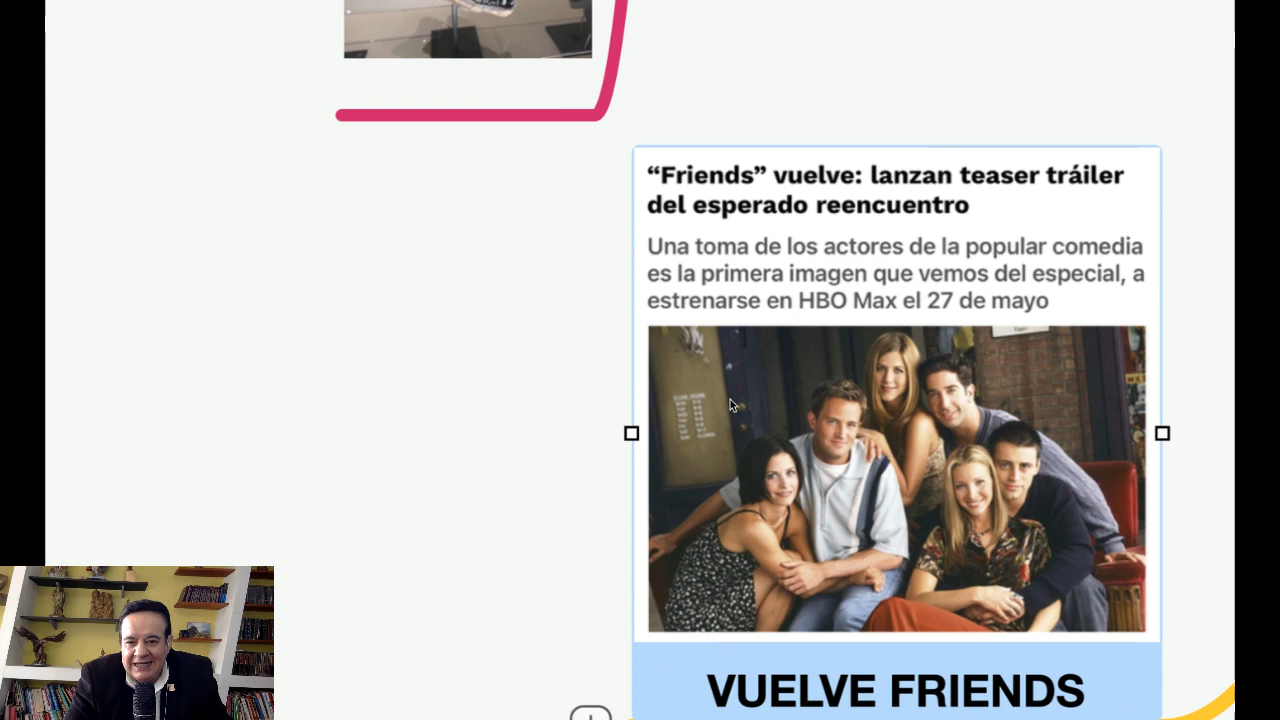 “Friends” vuelve: lanzan teaser tráiler
del esperado reencuentro
Una toma de los actores de la popular comedia
es la primera imagen que vemos del especial, a
estrenarse en HBO Max el 27 de mayo
VUELVE FRIENDS